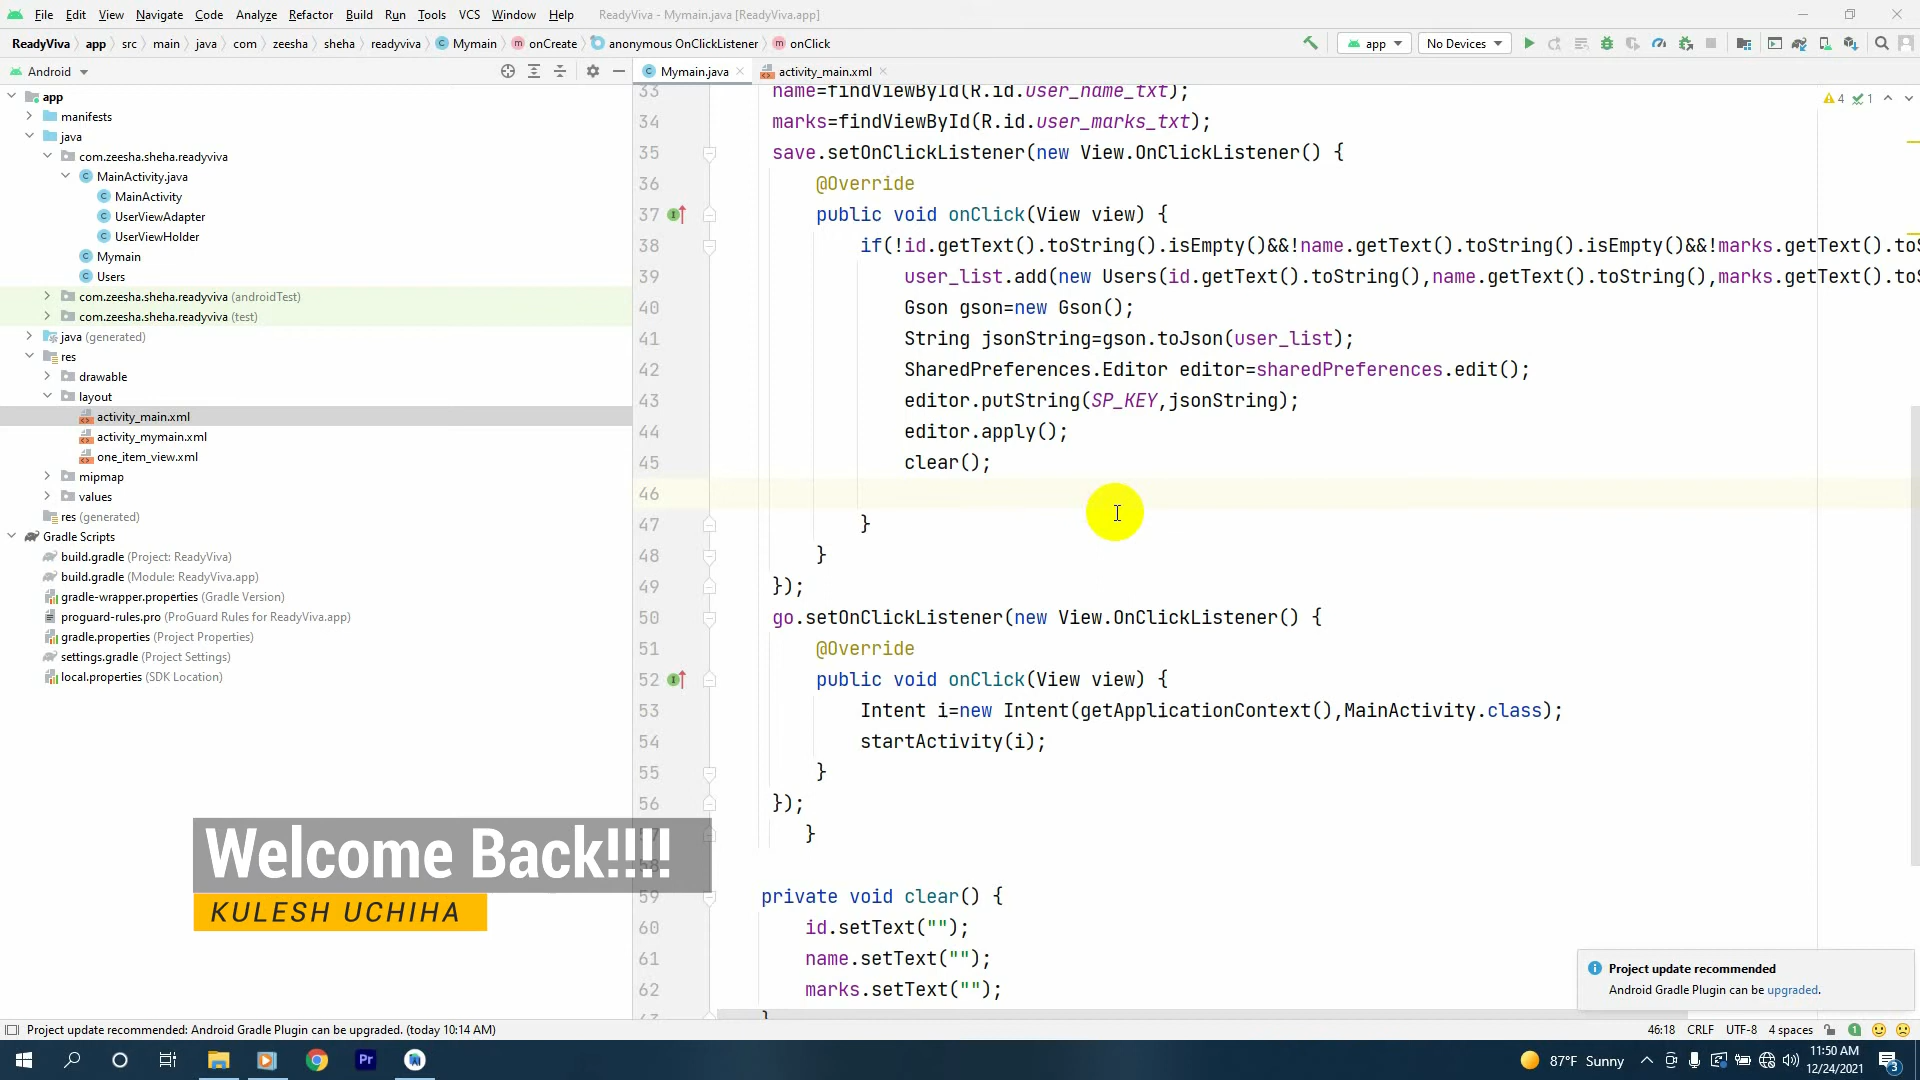 File Edit View Navigate Code Analyze Refactor Build Run Tools VCS Window Help ReadyViva - Mymain.java [ReadyViva.app]
ReadyViva app src main java com zeesha sheha readyviva Mymain onCreate anonymous OnClickListener onClick app No Devices
Android
Mymain.java activity_main.xml
app
manifests
java
com.zeesha.sheha.readyviva
MainActivity.java
MainActivity
UserViewAdapter
UserViewHolder
Mymain
Users
com.zeesha.sheha.readyviva (androidTest)
com.zeesha.sheha.readyviva (test)
java (generated)
res
drawable
layout
activity_main.xml
activity_mymain.xml
one_item_view.xml
mipmap
values
res (generated)
Gradle Scripts
build.gradle (Project: ReadyViva)
build.gradle (Module: ReadyViva.app)
gradle-wrapper.properties (Gradle Version)
proguard-rules.pro (ProGuard Rules for ReadyViva.app)
gradle.properties (Project Properties)
settings.gradle (Project Settings)
local.properties (SDK Location)
4 1
33 name=findViewById(R.id.user_name_txt);
34 marks=findViewById(R.id.user_marks_txt);
35 save.setOnClickListener(new View.OnClickListener() {
36 @Override
37 public void onClick(View view) {
38 if(!id.getText().toString().isEmpty()&&!name.getText().toString().isEmpty()&&!marks.getText().toS
39 user_list.add(new Users(id.getText().toString(),name.getText().toString(),marks.getText().toS
40 Gson gson=new Gson();
41 String jsonString=gson.toJson(user_list);
42 SharedPreferences.Editor editor=sharedPreferences.edit();
43 editor.putString(SP_KEY,jsonString);
44 editor.apply();
45 clear();
46
47 }
48 }
49 });
50 go.setOnClickListener(new View.OnClickListener() {
51 @Override
52 public void onClick(View view) {
53 Intent i=new Intent(getApplicationContext(),MainActivity.class);
54 startActivity(i);
55 }
56 });
}
59 private void clear() {
60 id.setText("");
61 name.setText("");
62 marks.setText("");
Welcome Back!!!!
KULESH UCHIHA
Project update recommended
Android Gradle Plugin can be upgraded.
Project update recommended: Android Gradle Plugin can be upgraded. (today 10:14 AM) 46:18 CRLF UTF-8 4 spaces 1
Pr 87°F Sunny 11:50 AM
12/24/2021 3